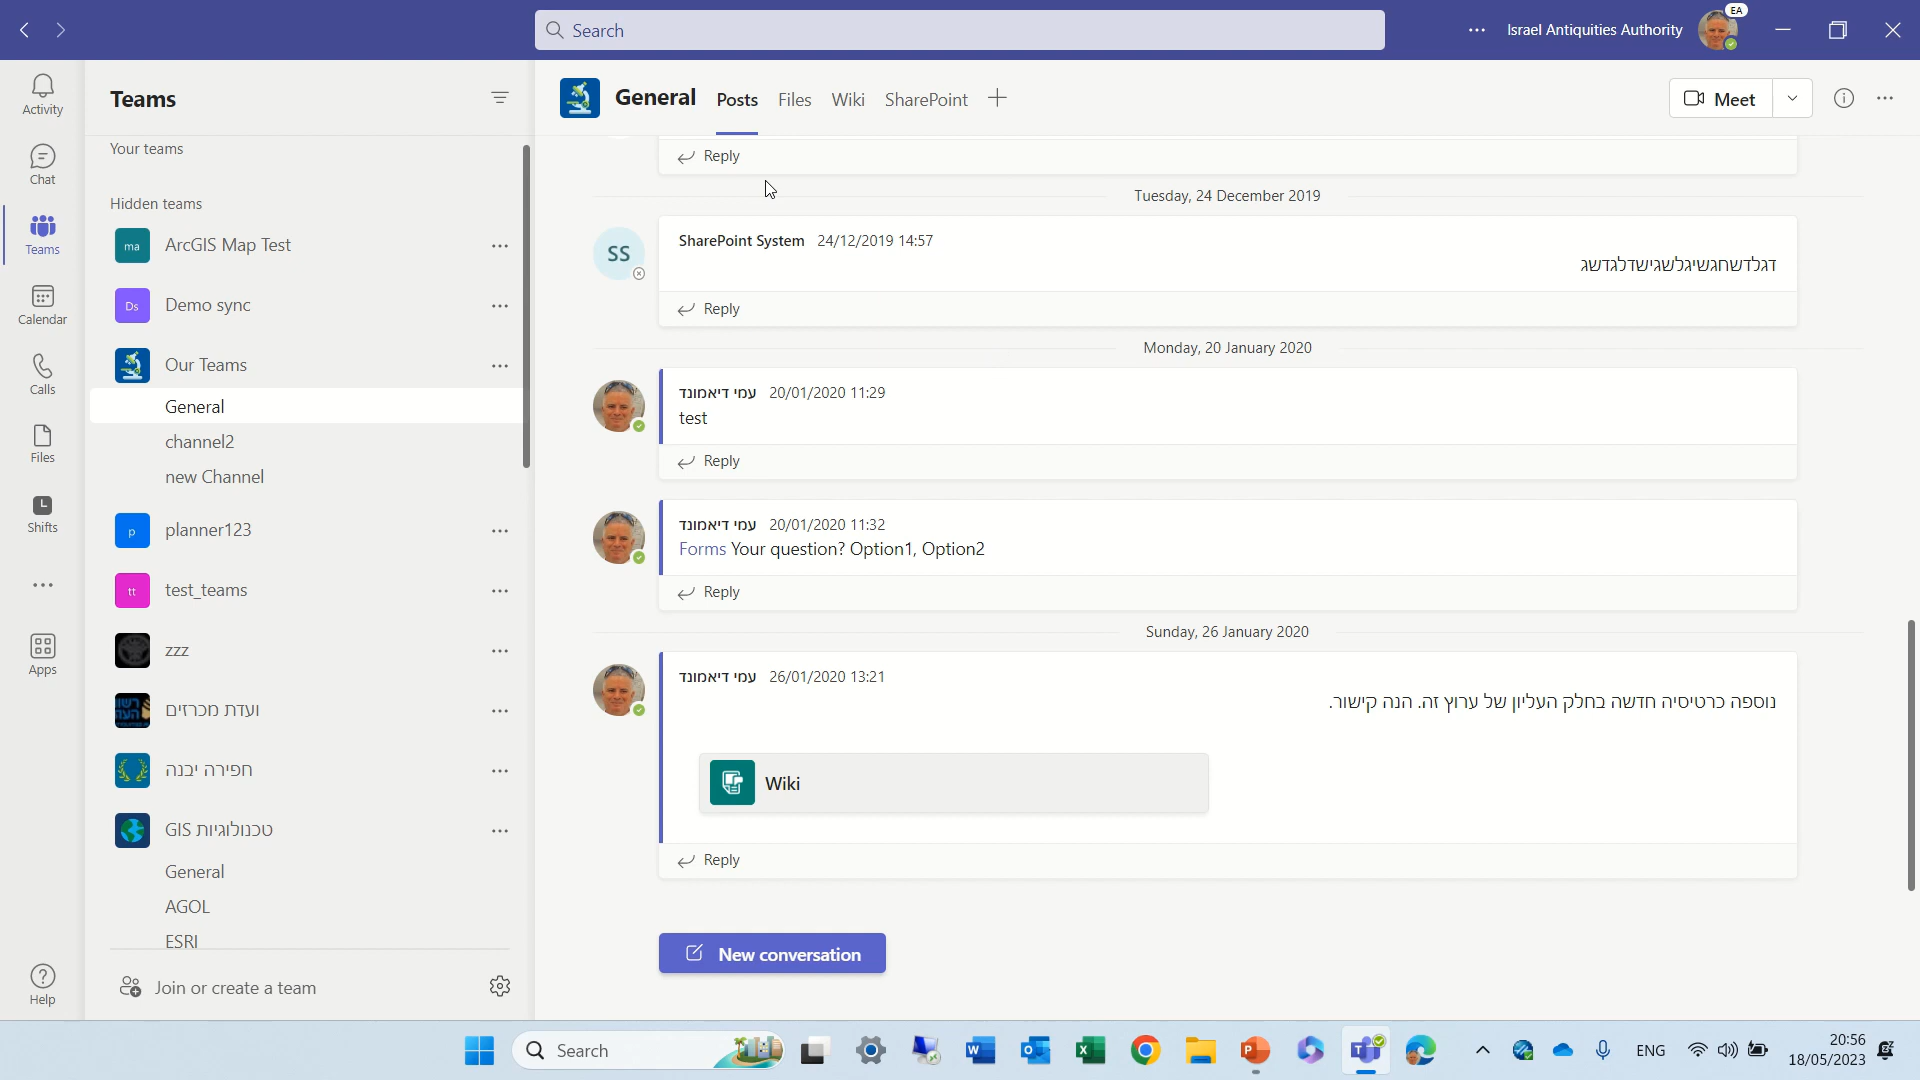 Search
Israel Antiquities Authority
EA
Activity
Chat
Teams
Calendar
Calls
Files
Shifts
Apps
Help
Teams
Your teams
Hidden teams
ma
ArcGIS Map Test
Ds
Demo sync
Our Teams
General
channel2
new Channel
p
planner123
tt
test_teams
zzz
ועדת מכרזים
חפירה יבנה
טכנולוגיות GIS
General
AGOL
ESRI
Join or create a team
General
Posts
Files
Wiki
SharePoint
Meet
Reply
Tuesday, 24 December 2019
SS
SharePoint System 24/12/2019 14:57
דגלדשחגשיגלשגישדלגדשג
Reply
Monday, 20 January 2020
עמי דיאמונד 20/01/2020 11:29
test
Reply
עמי דיאמונד 20/01/2020 11:32
Forms Your question? Option1, Option2
Reply
Sunday, 26 January 2020
עמי דיאמונד 26/01/2020 13:21
נוספה כרטיסיה חדשה בחלק העליון של ערוץ זה. הנה קישור.
Wiki
Reply
New conversation
Search
ENG
20:56
18/05/2023